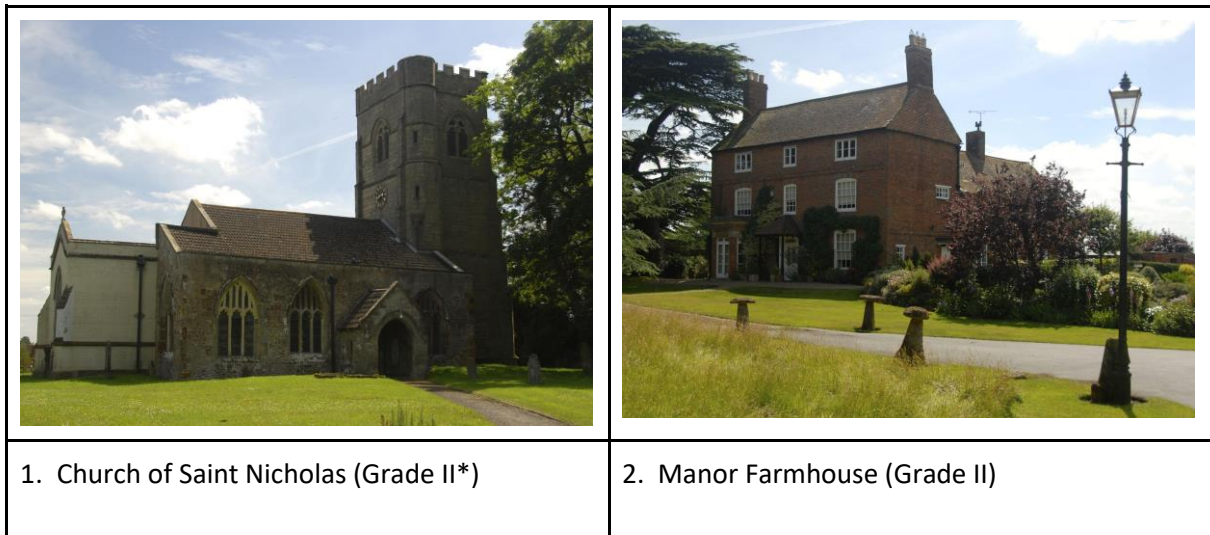 1. Church of Saint Nicholas (Grade II*)
2. Manor Farmhouse (Grade II)